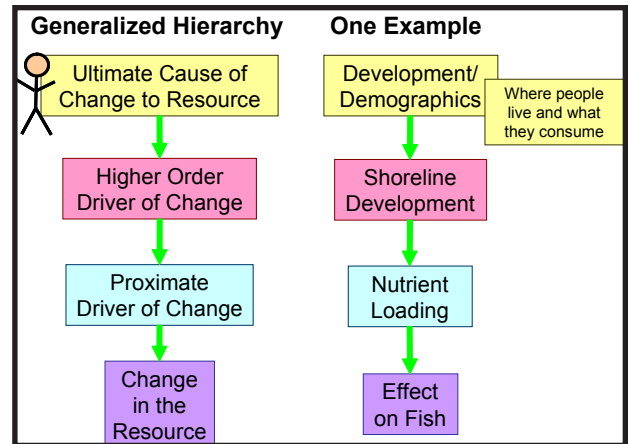 Generalized Hierarchy
Ultimate Cause of
Change to Resource
Higher Order
Driver of Change
Proximate
Driver of Change
Change
in the
Resource
One Example
Development/
Demographics
Where people
live and what
they consume
Shoreline
Development
Nutrient
Loading
Effect
on Fish